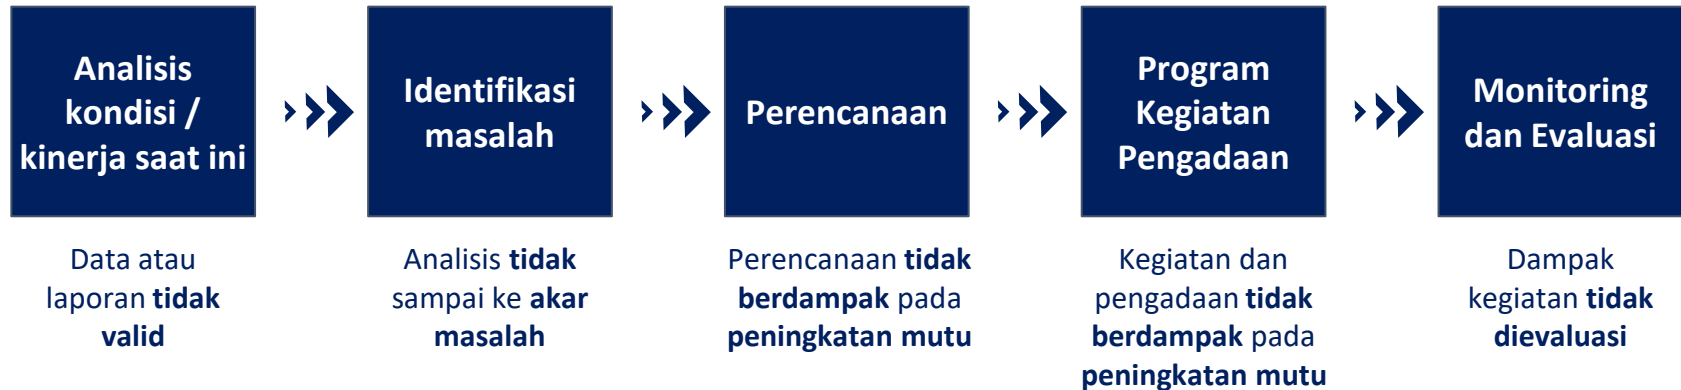 Analisis
kondisi /
kinerja saat ini
Data atau
laporan tidak
valid
Identifikasi
masalah
Analisis tidak
sampai ke akar
masalah
Perencanaan
Perencanaan tidak
berdampak pada
peningkatan mutu
Program
Kegiatan
Pengadaan
Kegiatan dan
pengadaan tidak
berdampak pada
peningkatan mutu
Monitoring
dan Evaluasi
Dampak
kegiatan tidak
dievaluasi